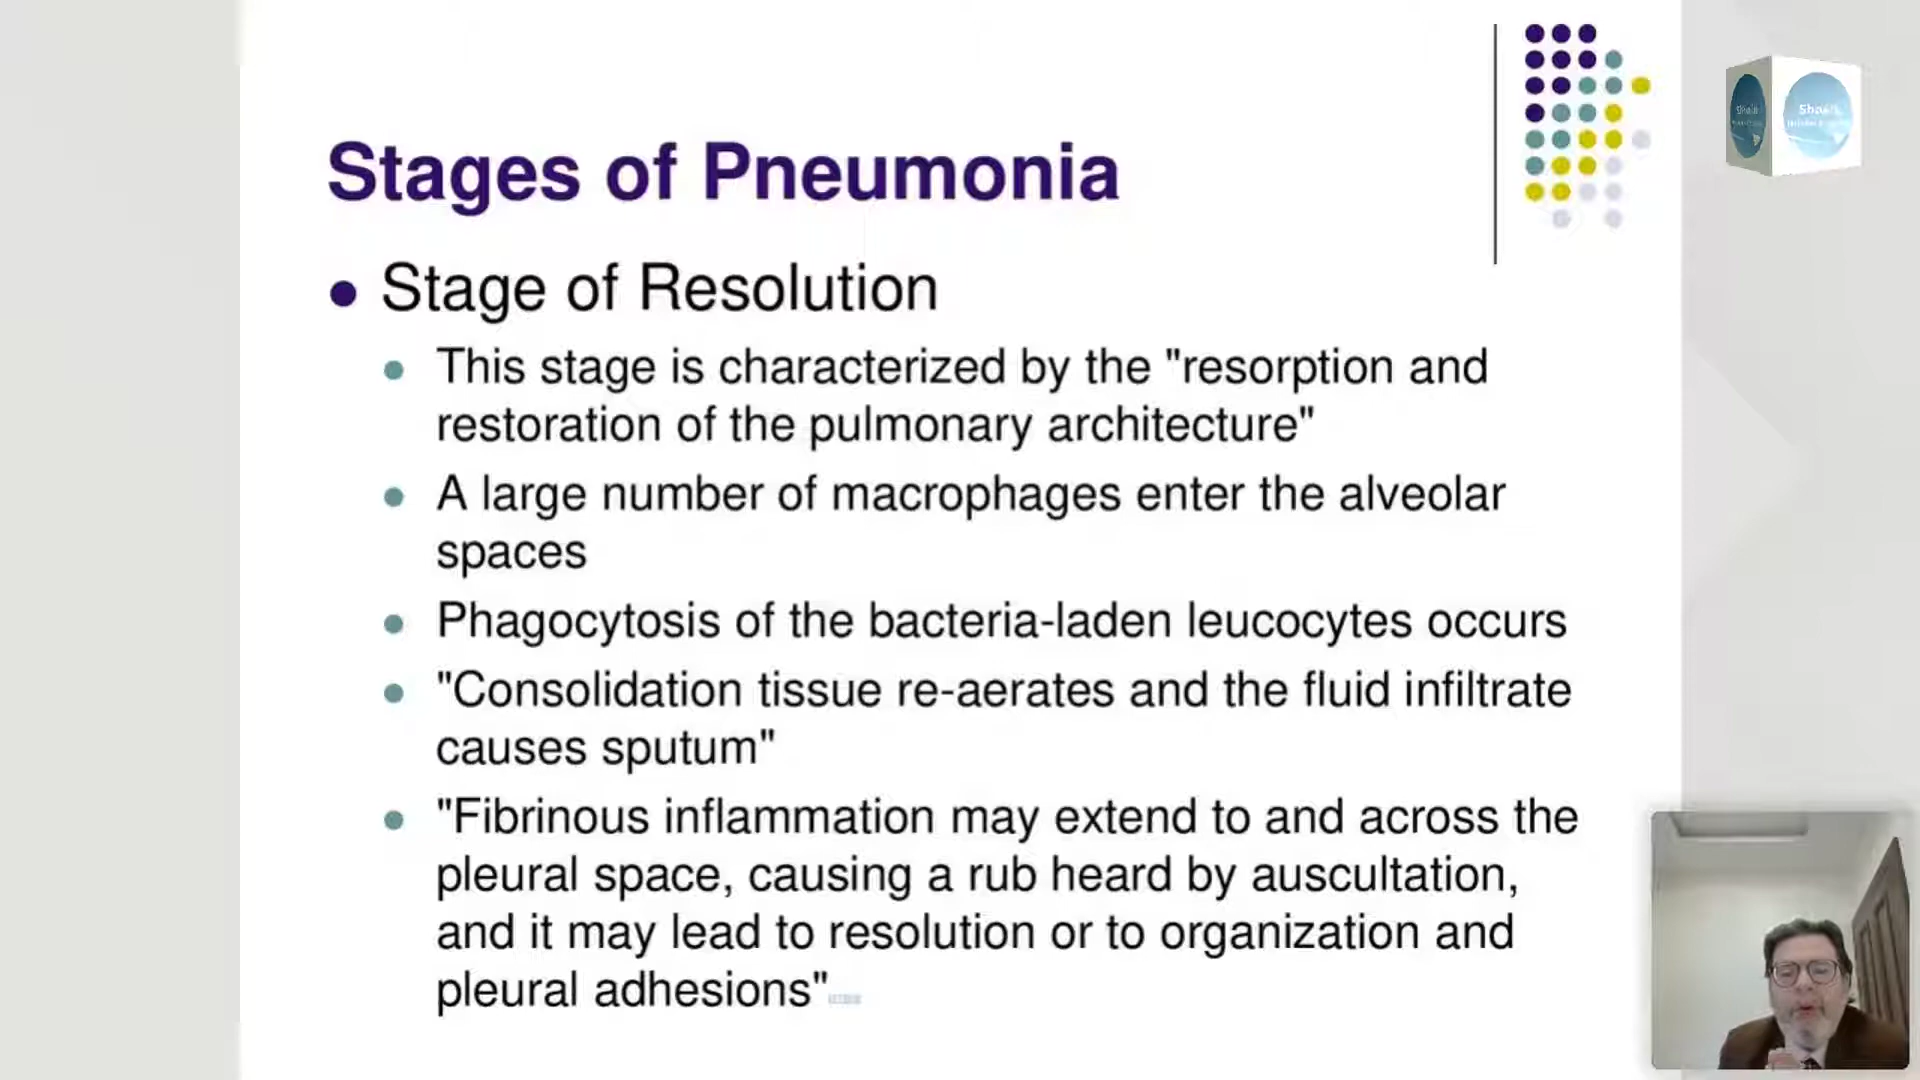 Stages of Pneumonia
Stage of Resolution
This stage is characterized by the "resorption and
restoration of the pulmonary architecture"
A large number of macrophages enter the alveolar
spaces
Phagocytosis of the bacteria-laden leucocytes occurs
"Consolidation tissue re-aerates and the fluid infiltrate
causes sputum"
"Fibrinous inflammation may extend to and across the
pleural space, causing a rub heard by auscultation,
and it may lead to resolution or to organization and
pleural adhesions"